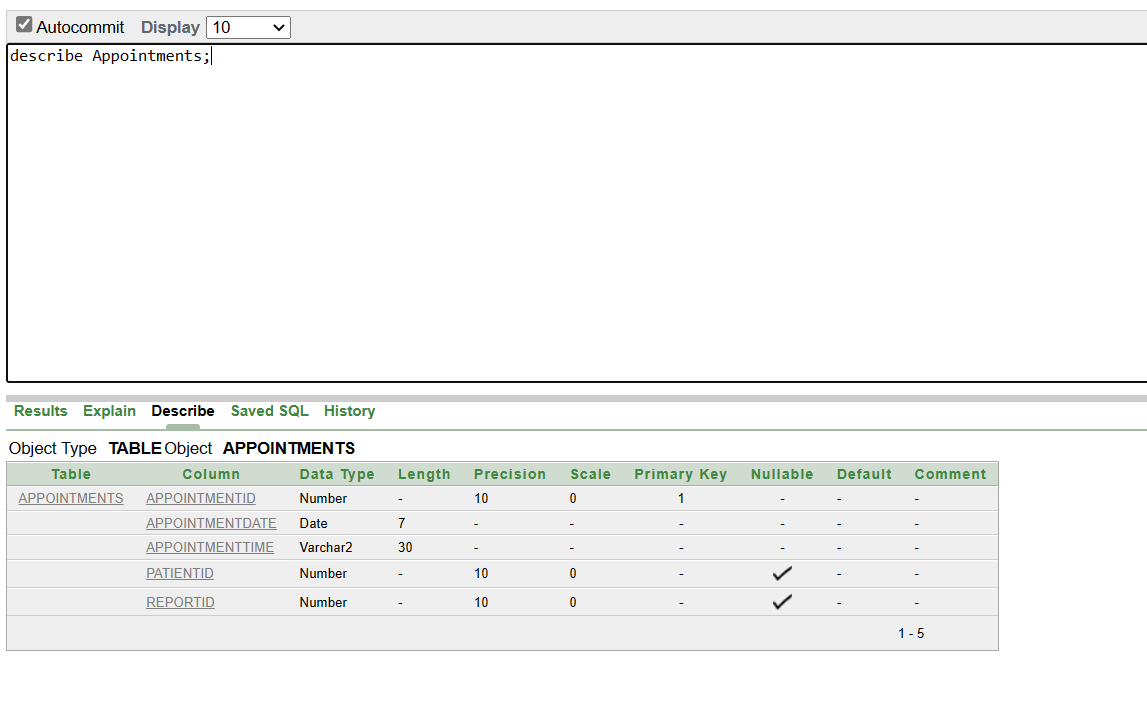 Autocommit Display 10
describe Appointments;
Results Explain Describe Saved SQL History
Object Type TABLE Object APPOINTMENTS
Table Column Data Type Length Precision Scale Primary Key Nullable Default Comment
APPOINTMENTS APPOINTMENTID Number - 10 0 1 - - -
APPOINTMENTDATE Date 7 - - - - - -
APPOINTMENTTIME Varchar2 30 - - - - - -
PATIENTID Number - 10 0 - - -
REPORTID Number - 10 0 - - -
1 - 5